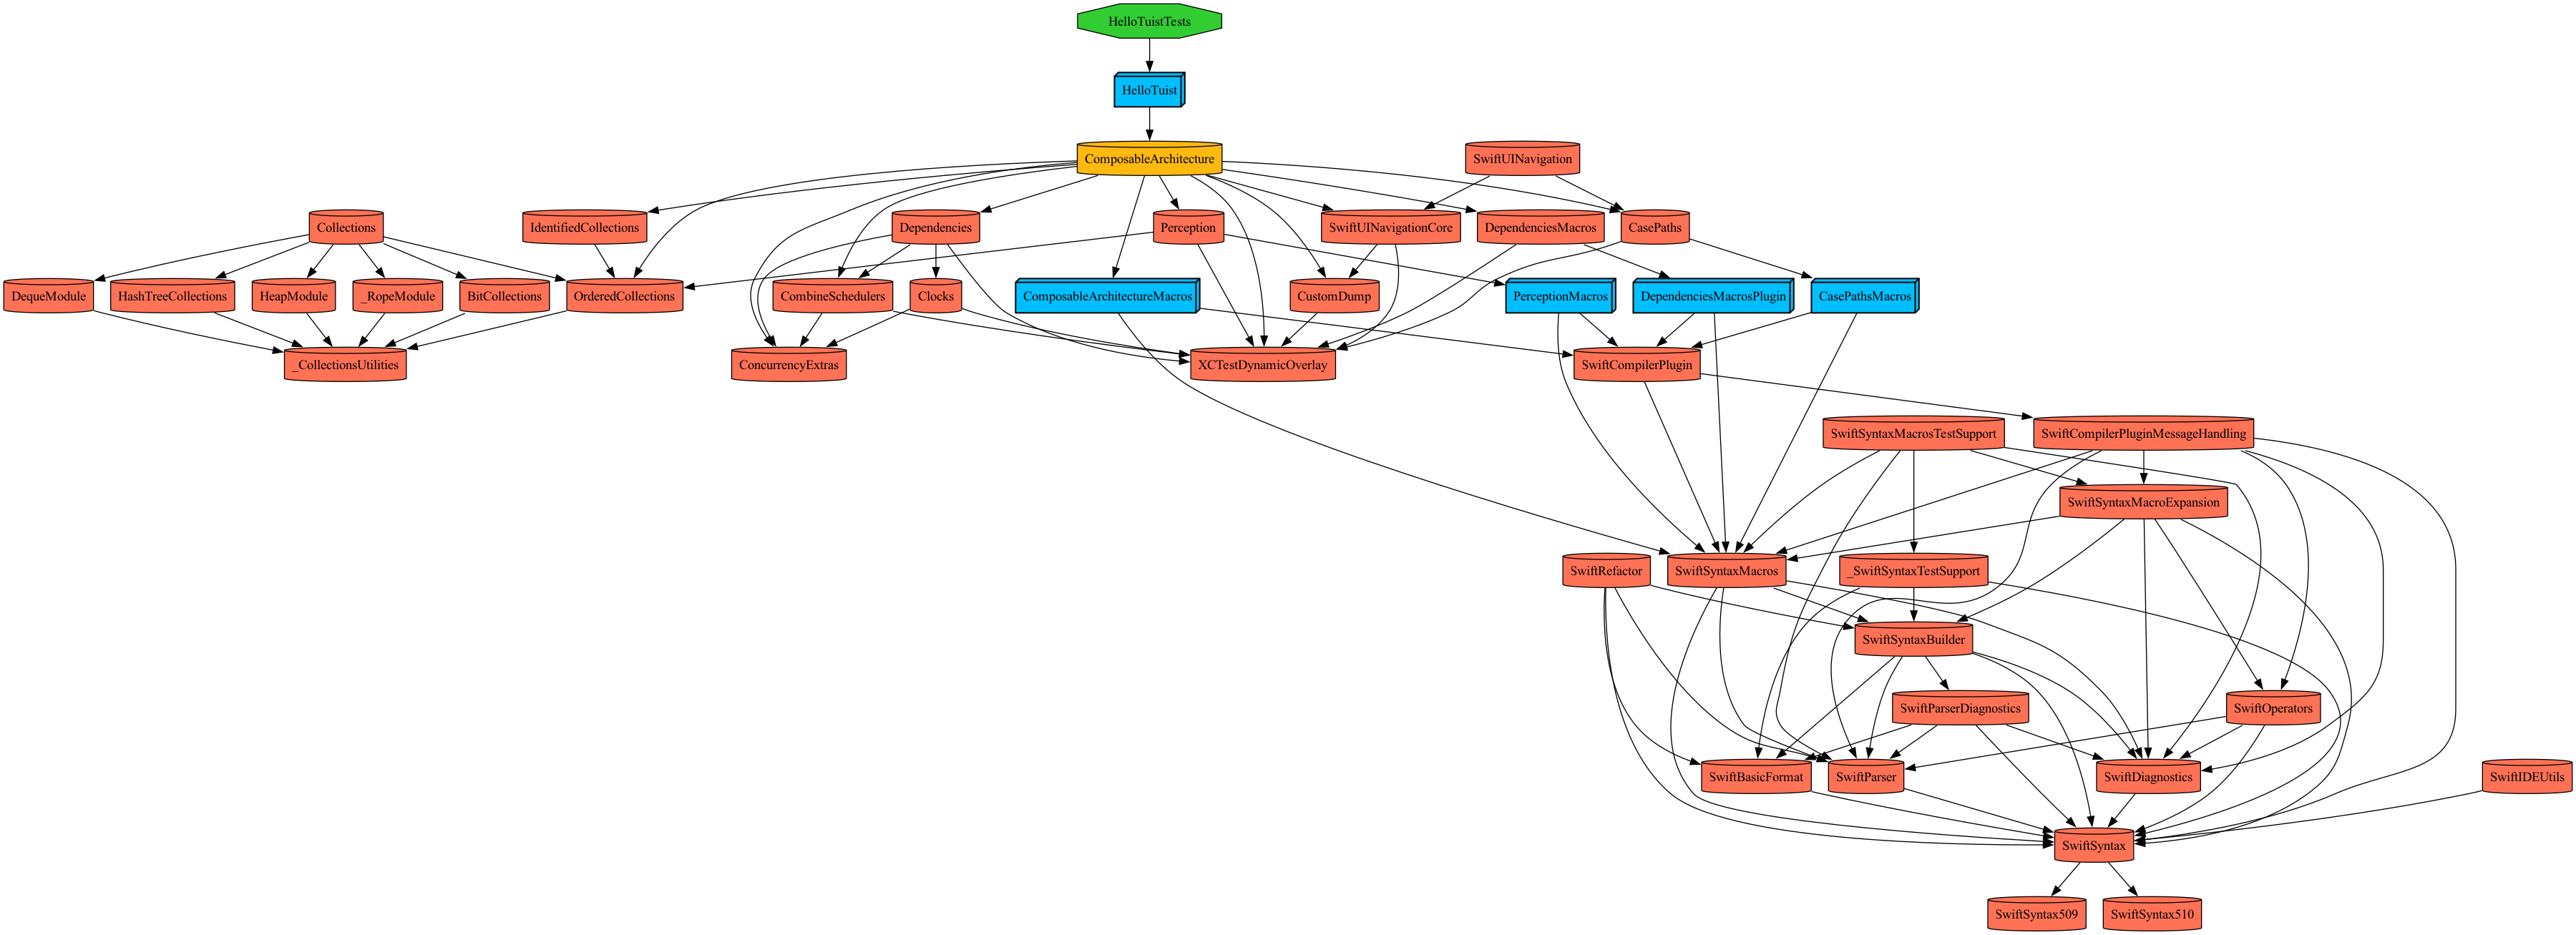 HelloTuistTests
HelloTuist
ComposableArchitecture
SwiftUINavigation
Collections
IdentifiedCollections
Dependencies
Perception
SwiftUINavigationCore
DependenciesMacros
CasePaths
DequeModule
HashTreeCollections
HeapModule
_RopeModule
BitCollections
OrderedCollections
CombineSchedulers
Clocks
ComposableArchitectureMacros
CustomDump
PerceptionMacros
DependenciesMacrosPlugin
CasePathsMacros
_CollectionsUtilities
ConcurrencyExtras
XCTestDynamicOverlay
SwiftCompilerPlugin
SwiftSyntaxMacrosTestSupport
SwiftCompilerPluginMessageHandling
SwiftSyntaxMacroExpansion
SwiftRefactor
SwiftSyntaxMacros
_SwiftSyntaxTestSupport
SwiftSyntaxBuilder
SwiftParserDiagnostics
SwiftOperators
SwiftBasicFormat
SwiftParser
SwiftDiagnostics
SwiftIDEUtils
SwiftSyntax
SwiftSyntax509
SwiftSyntax510